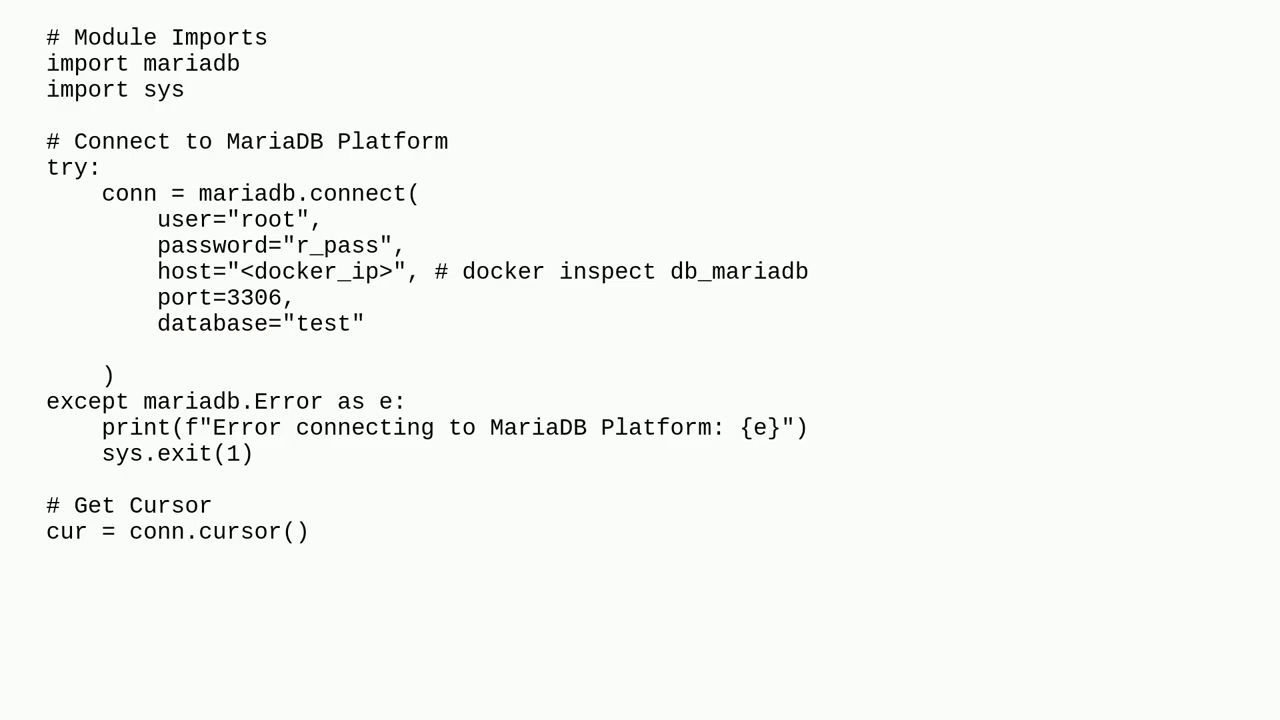 # Module Imports
import mariadb
import sys
# Connect to MariaDB Platform
try:
    conn = mariadb.connect(
        user="root",
        password="r_pass",
        host="<docker_ip>", # docker inspect db_mariadb
        port=3306,
        database="test"
    )
except mariadb.Error as e:
    print(f"Error connecting to MariaDB Platform: {e}")
    sys.exit(1)
# Get Cursor
cur = conn.cursor()